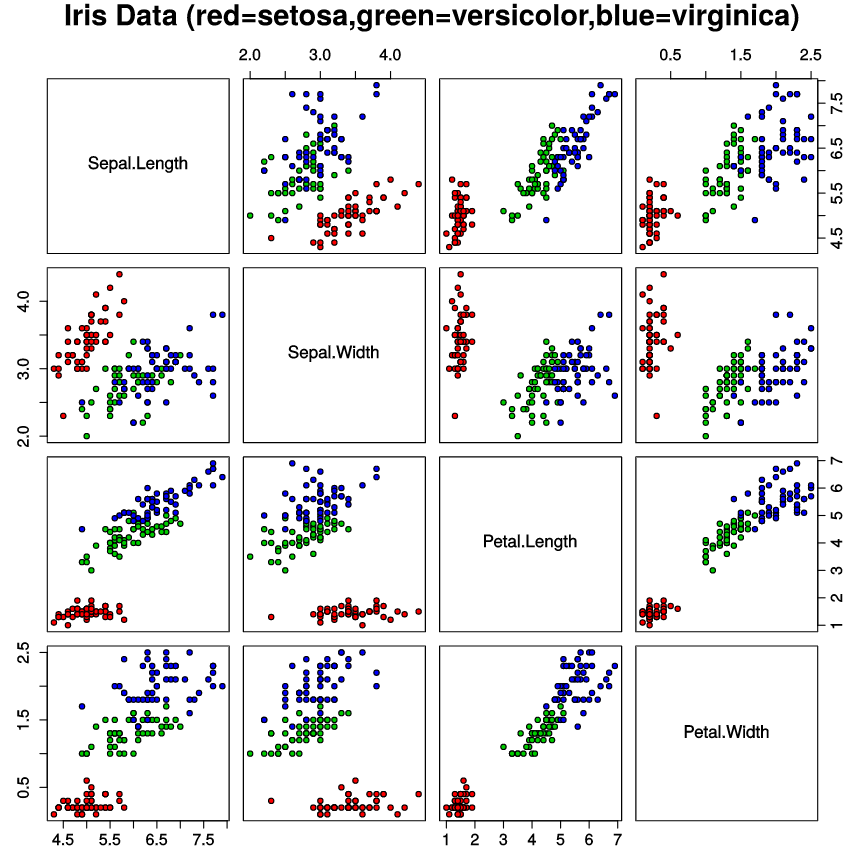 Iris Data (red=setosa,green=versicolor,blue=virginica)
2.0 3.0 4.0
0.5 1.5 2.5
Sepal.Length
4.5 5.5 6.5 7.5
2.0 3.0 4.0
Sepal.Width
Petal.Length
1 2 3 4 5 6 7
0.5 1.5 2.5
Petal.Width
4.5 5.5 6.5 7.5
1 2 3 4 5 6 7